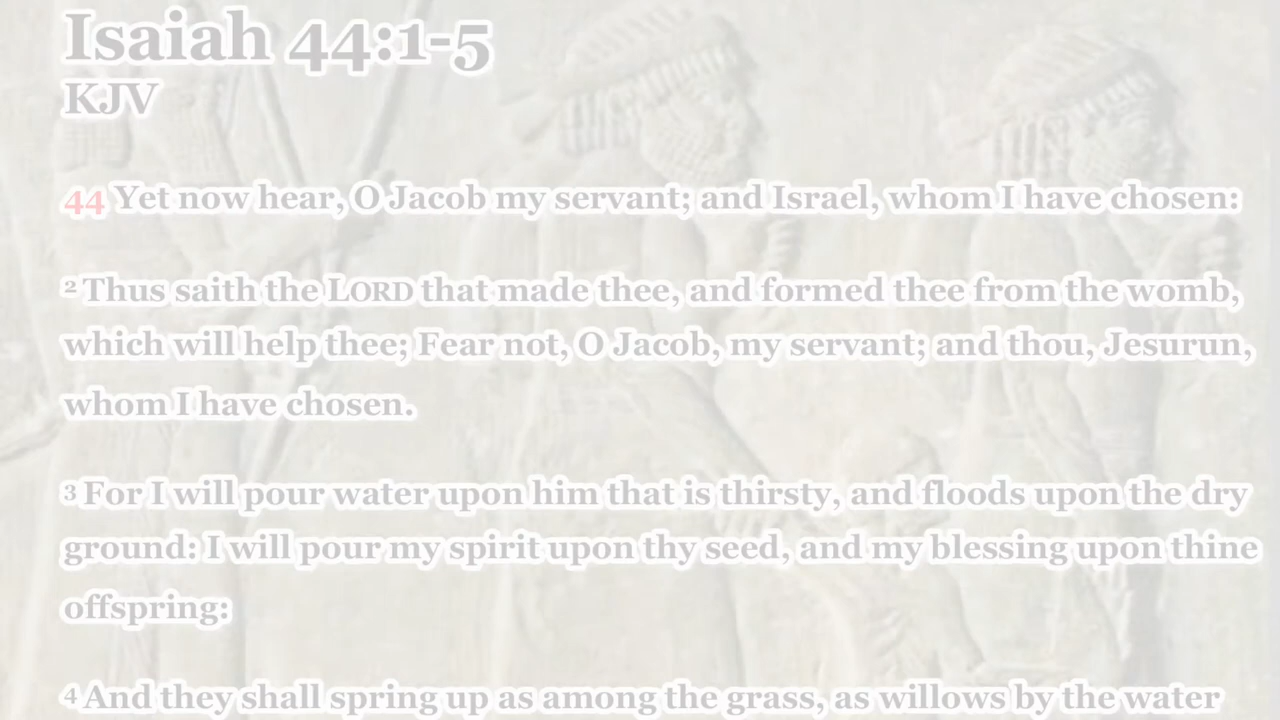 Isaiah 44:1-5
KJV
44 Yet now hear, O Jacob my servant; and Israel, whom I have chosen:
2 Thus saith the LORD that made thee, and formed thee from the womb,
which will help thee; Fear not, O Jacob, my servant; and thou, Jesurun,
whom I have chosen.
3 For I will pour water upon him that is thirsty, and floods upon the dry
ground: I will pour my spirit upon thy seed, and my blessing upon thine
offspring:
4 And they shall spring up as among the grass, as willows by the water